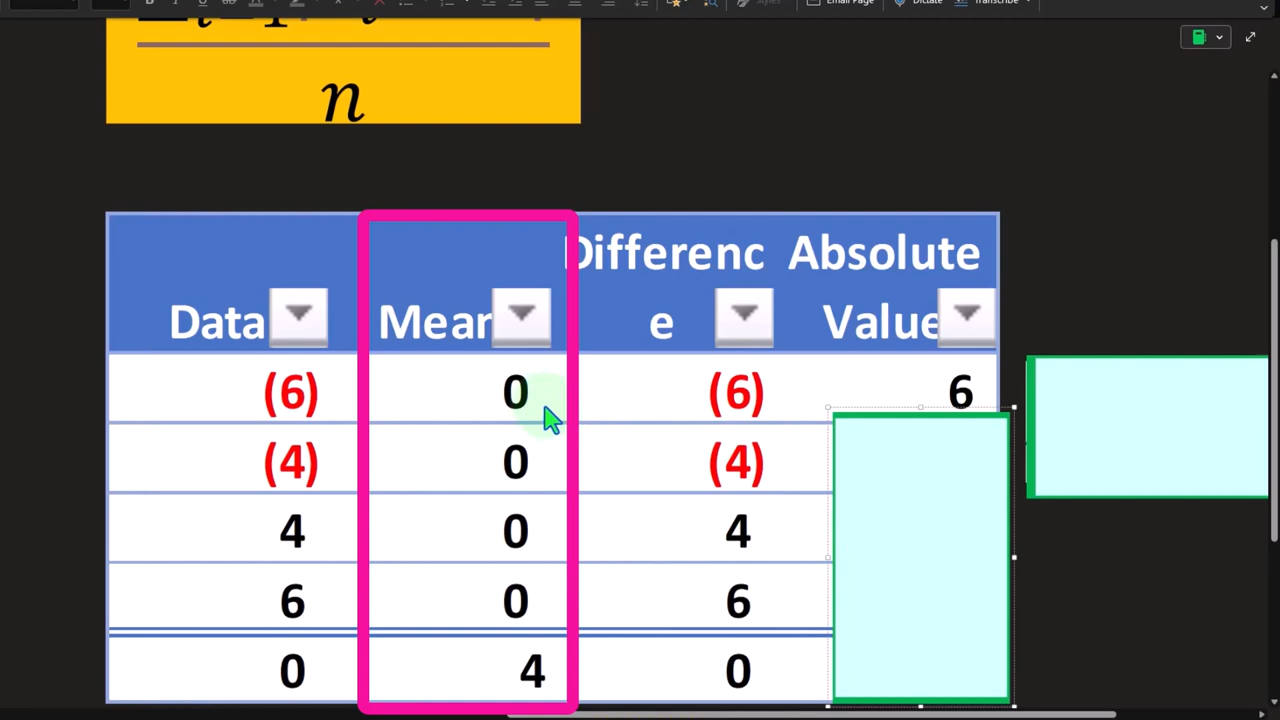 Email Page
Dictate
Transcribe
n
Differenc Absolute
Data Mean e Value
(6) 0 (6) 6
(4) 0 (4)
4 0 4
6 0 6
0 4 0